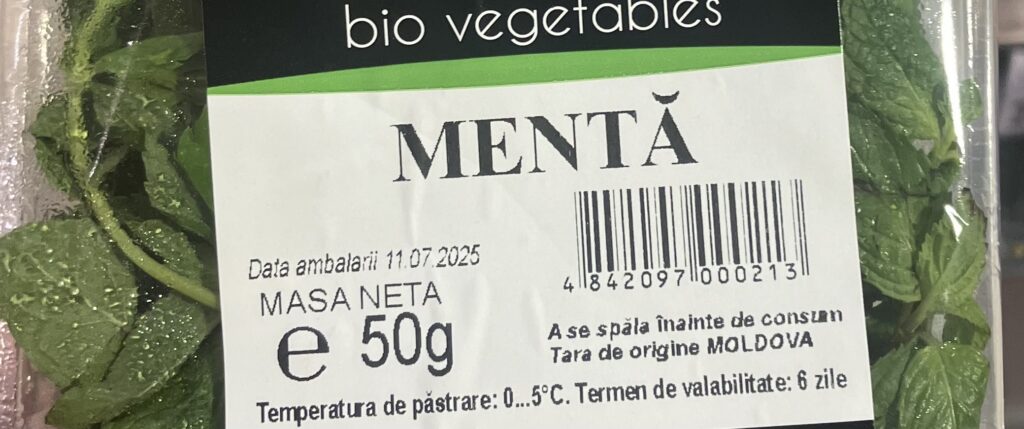 bio vegetables
MENTĂ
Data ambalarii 11.07.2025
MASA NETA
℮ 50g
4 842097 000213
A se spăla înainte de consum
Tara de origine MOLDOVA
Temperatura de păstrare: 0...5°C. Termen de valabilitate: 6 zile